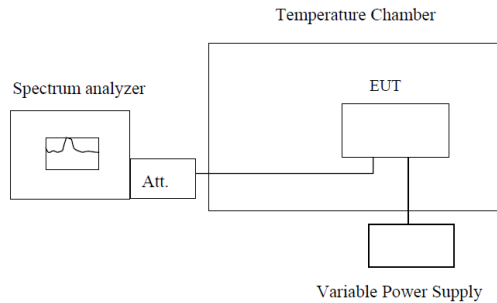 Temperature Chamber
Spectrum analyzer
EUT
Att.
Variable Power Supply